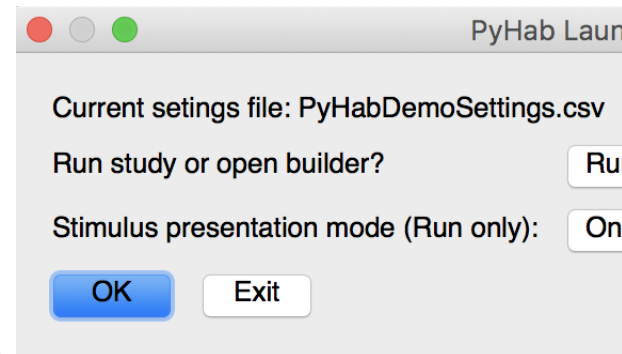 PyHab Laun
Current setings file: PyHabDemoSettings.csv
Run study or open builder? Ru
Stimulus presentation mode (Run only): On
OK Exit